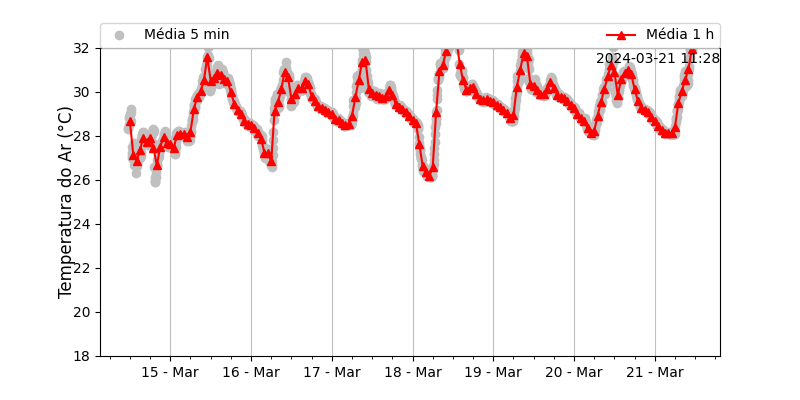 Média 5 min
Média 1 h
2024-03-21 11:28
Temperatura do Ar (°C)
32
30
28
26
24
22
20
18
15 - Mar
16 - Mar
17 - Mar
18 - Mar
19 - Mar
20 - Mar
21 - Mar